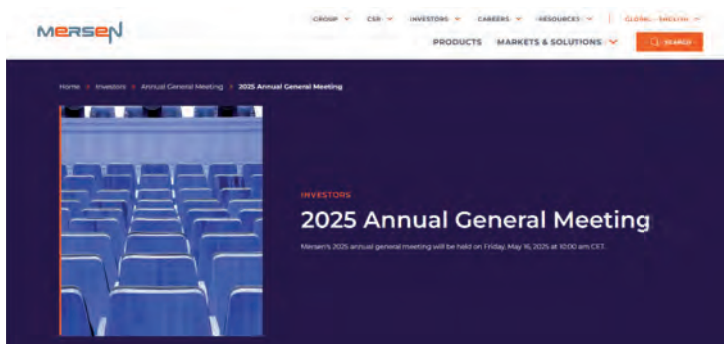 MERSEN
GROUP CSR INVESTORS CAREERS RESOURCES | GLOBAL - ENGLISH
PRODUCTS MARKETS & SOLUTIONS SEARCH
Home Investors Annual General Meeting 2025 Annual General Meeting
INVESTORS
2025 Annual General Meeting
Mersen's 2025 annual general meeting will be held on Friday, May 16, 2025 at 10:00 am CET.